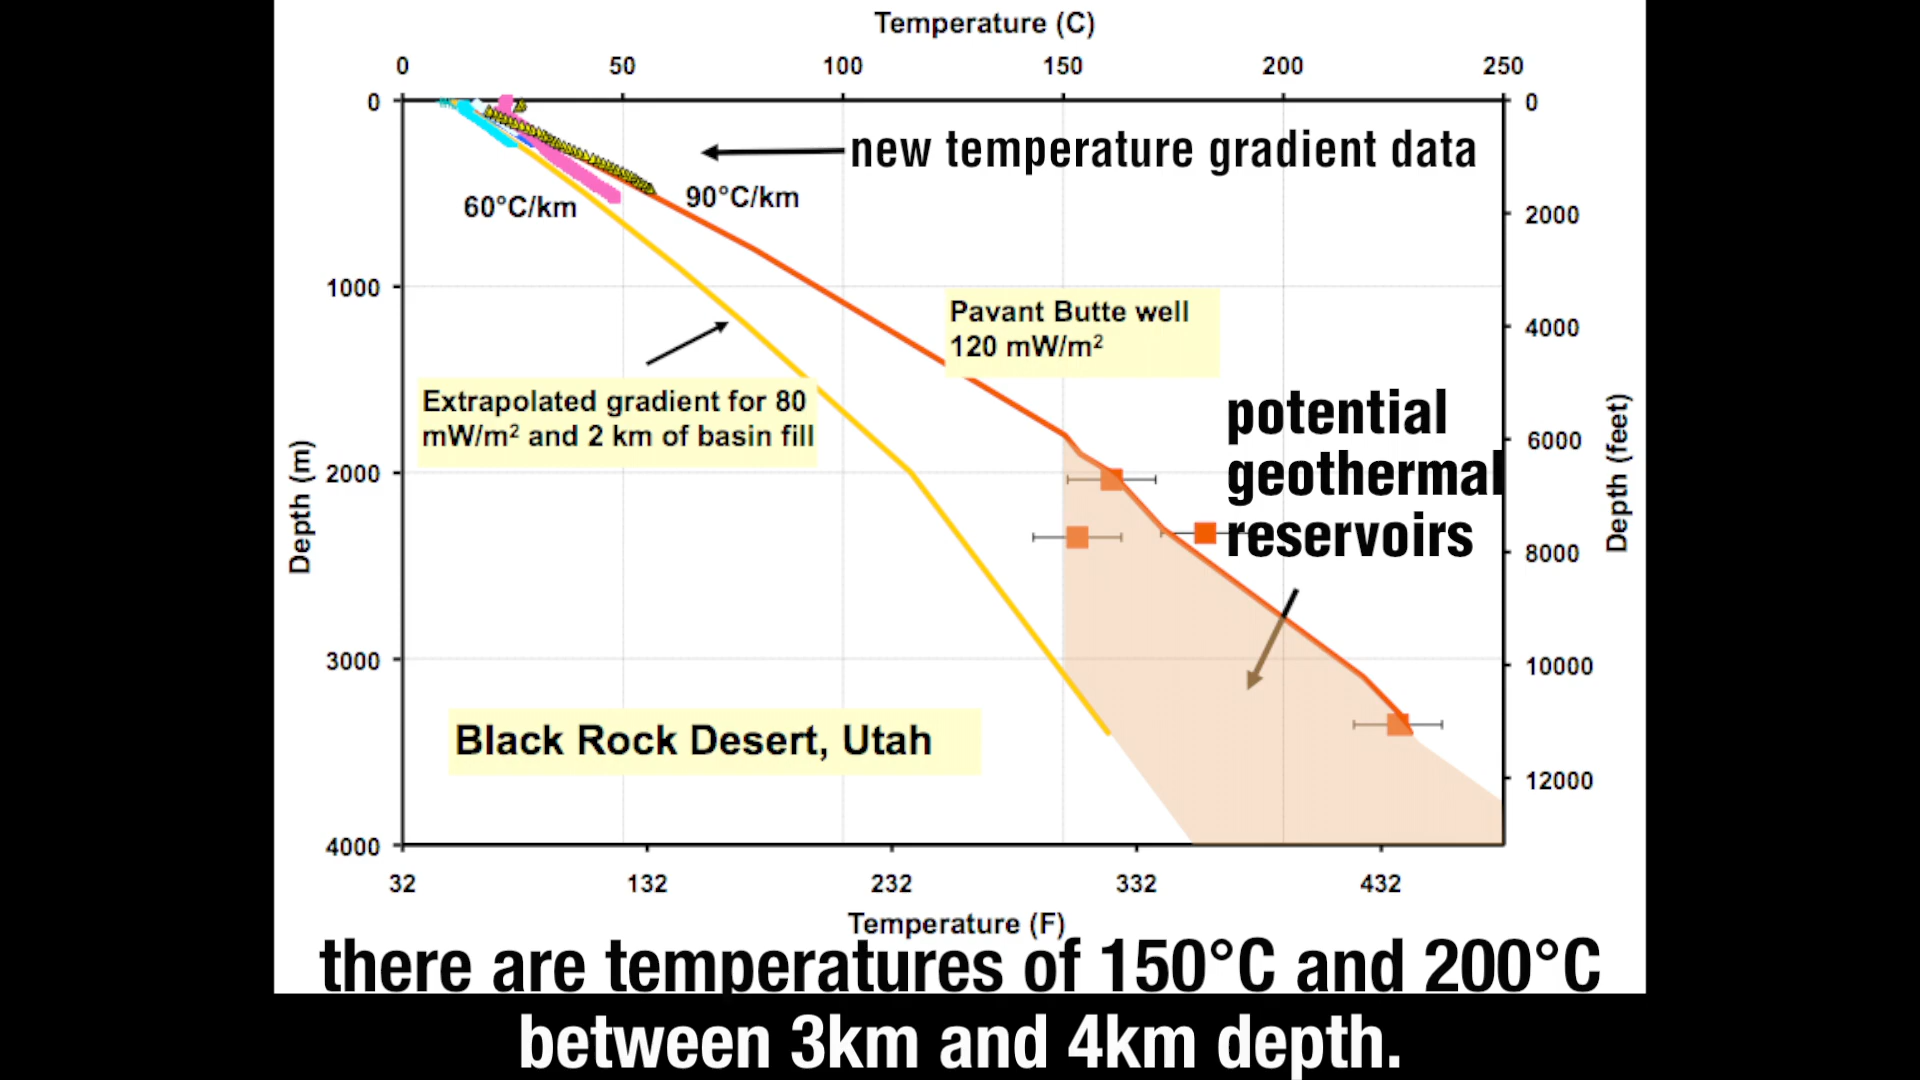 Temperature (C)
0 50 100 150 200 250
0 0
new temperature gradient data
60°C/km
90°C/km
2000
1000
Pavant Butte well
120 mW/m²
4000
Extrapolated gradient for 80
mW/m² and 2 km of basin fill
potential
geothermal
reservoirs
6000
2000
Depth (m)
Depth (feet)
8000
3000
10000
Black Rock Desert, Utah
12000
4000
32 132 232 332 432
Temperature (F)
there are temperatures of 150°C and 200°C
between 3km and 4km depth.